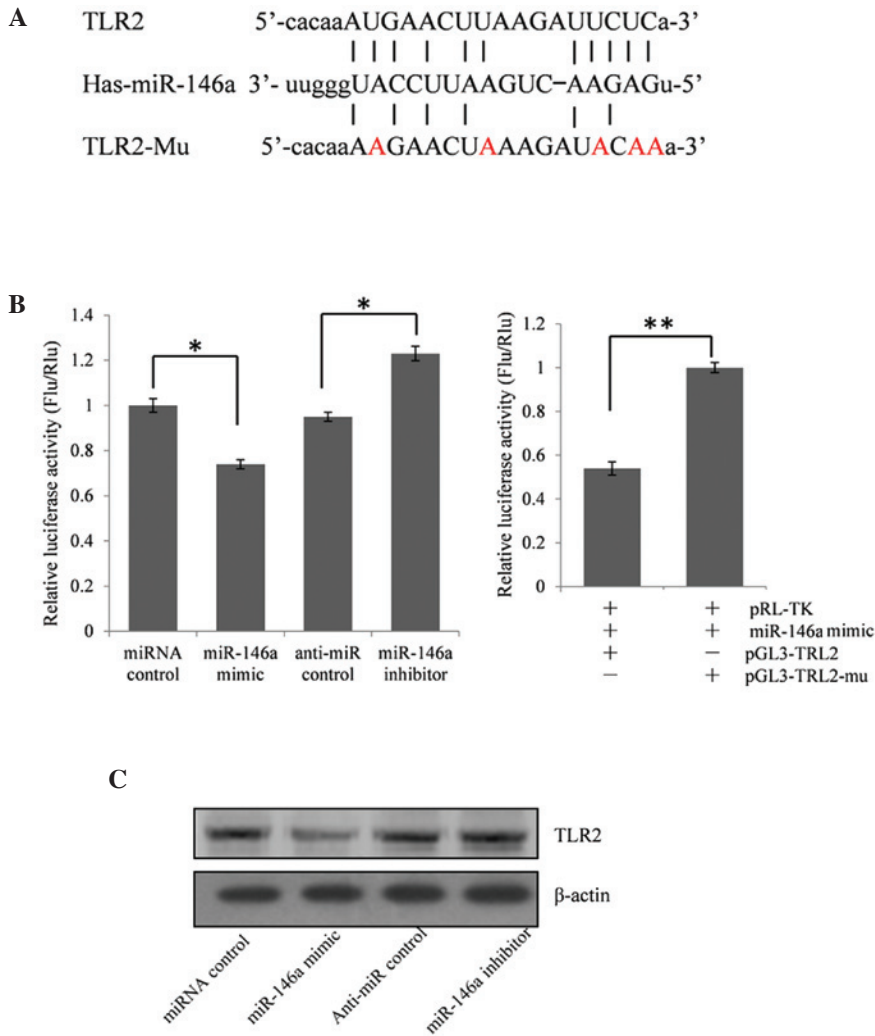 A
TLR2 5'-cacaaAUGAACUUAAGAUUCUCa-3'
Has-miR-146a 3'- uugggUACCUUAAGUC-AAGAGu-5'
TLR2-Mu 5'-cacaaAAGAACUAAAGAUACAAa-3'
B
Relative luciferase activity (Flu/Rlu)
1.4
1.2
1
0.8
0.6
0.4
0.2
0
*
*
miRNA control
miR-146a mimic
anti-miR control
miR-146a inhibitor
Relative luciferase activity (Flu/Rlu)
1.2
1
0.8
0.6
0.4
0.2
0
**
+ + pRL-TK
+ + miR-146a mimic
+ − pGL3-TRL2
− + pGL3-TRL2-mu
C
TLR2
β-actin
miRNA control
miR-146a mimic
Anti-miR control
miR-146a inhibitor